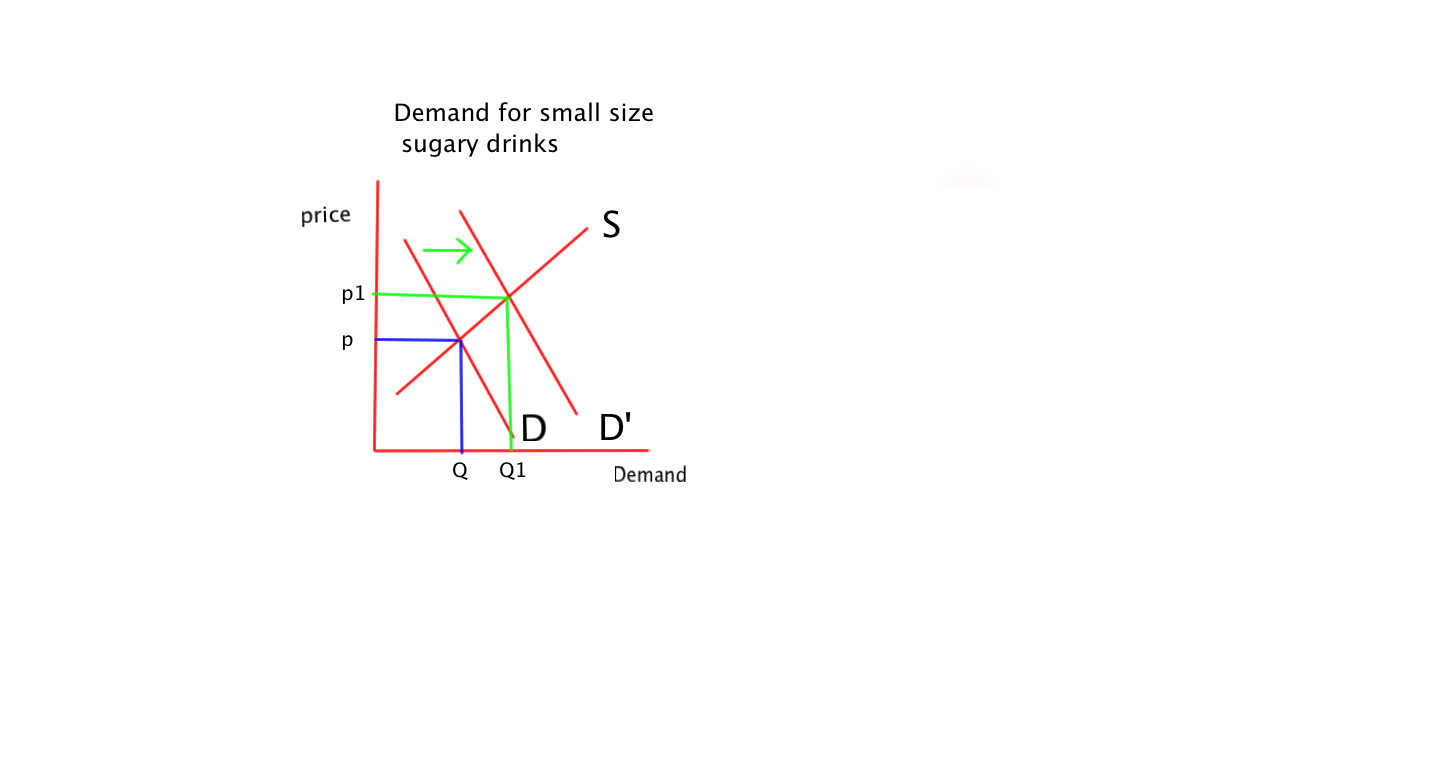 Demand for small size
sugary drinks
price
S
p1
p
D
D'
Q
Q1
Demand